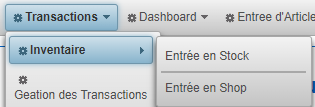 Transactions Dashboard Entree d'Article
Inventaire Entrée en Stock
Entrée en Shop
Geation des Transactions